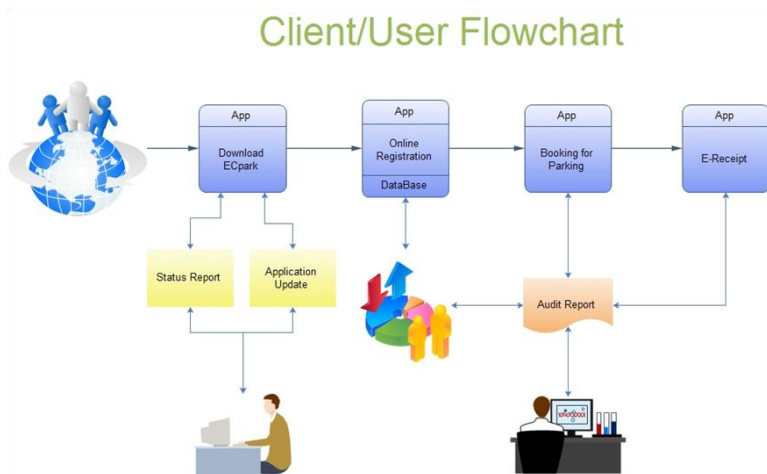 Client/User Flowchart
App
Download
ECpark
App
Online
Registration
DataBase
App
Booking for
Parking
App
E-Receipt
Status Report
Application
Update
Audit Report